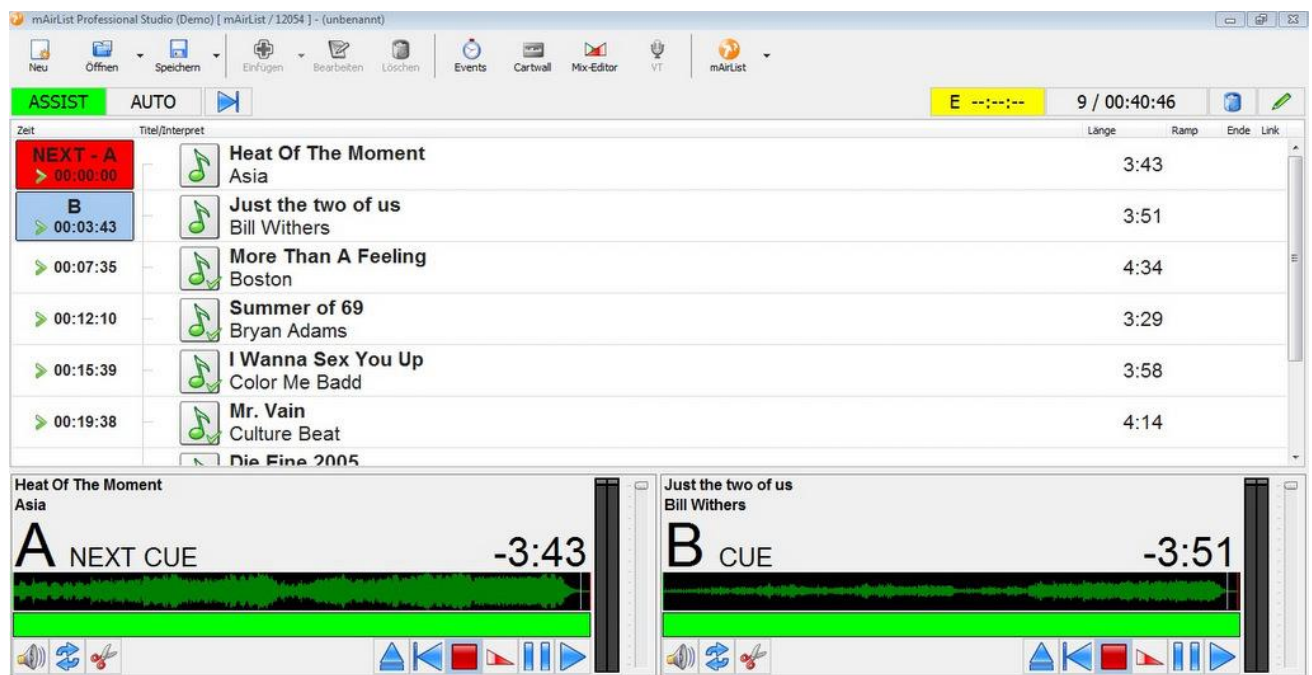 mAirList Professional Studio (Demo) [ mAirList / 12054 ] - (unbenannt)
Neu Öffnen Speichern Einfügen Bearbeiten Löschen Events Cartwall Mix-Editor VT mAirList
ASSIST AUTO E --:--:-- 9 / 00:40:46
Zeit Titel/Interpret Länge Ramp Ende Link
NEXT - A Heat Of The Moment
00:00:00 Asia 3:43
B Just the two of us
00:03:43 Bill Withers 3:51
More Than A Feeling
00:07:35 Boston 4:34
Summer of 69
00:12:10 Bryan Adams 3:29
I Wanna Sex You Up
00:15:39 Color Me Badd 3:58
Mr. Vain
00:19:38 Culture Beat 4:14
Die Eine 2005
Heat Of The Moment
Asia
A NEXT CUE -3:43
Just the two of us
Bill Withers
B CUE -3:51